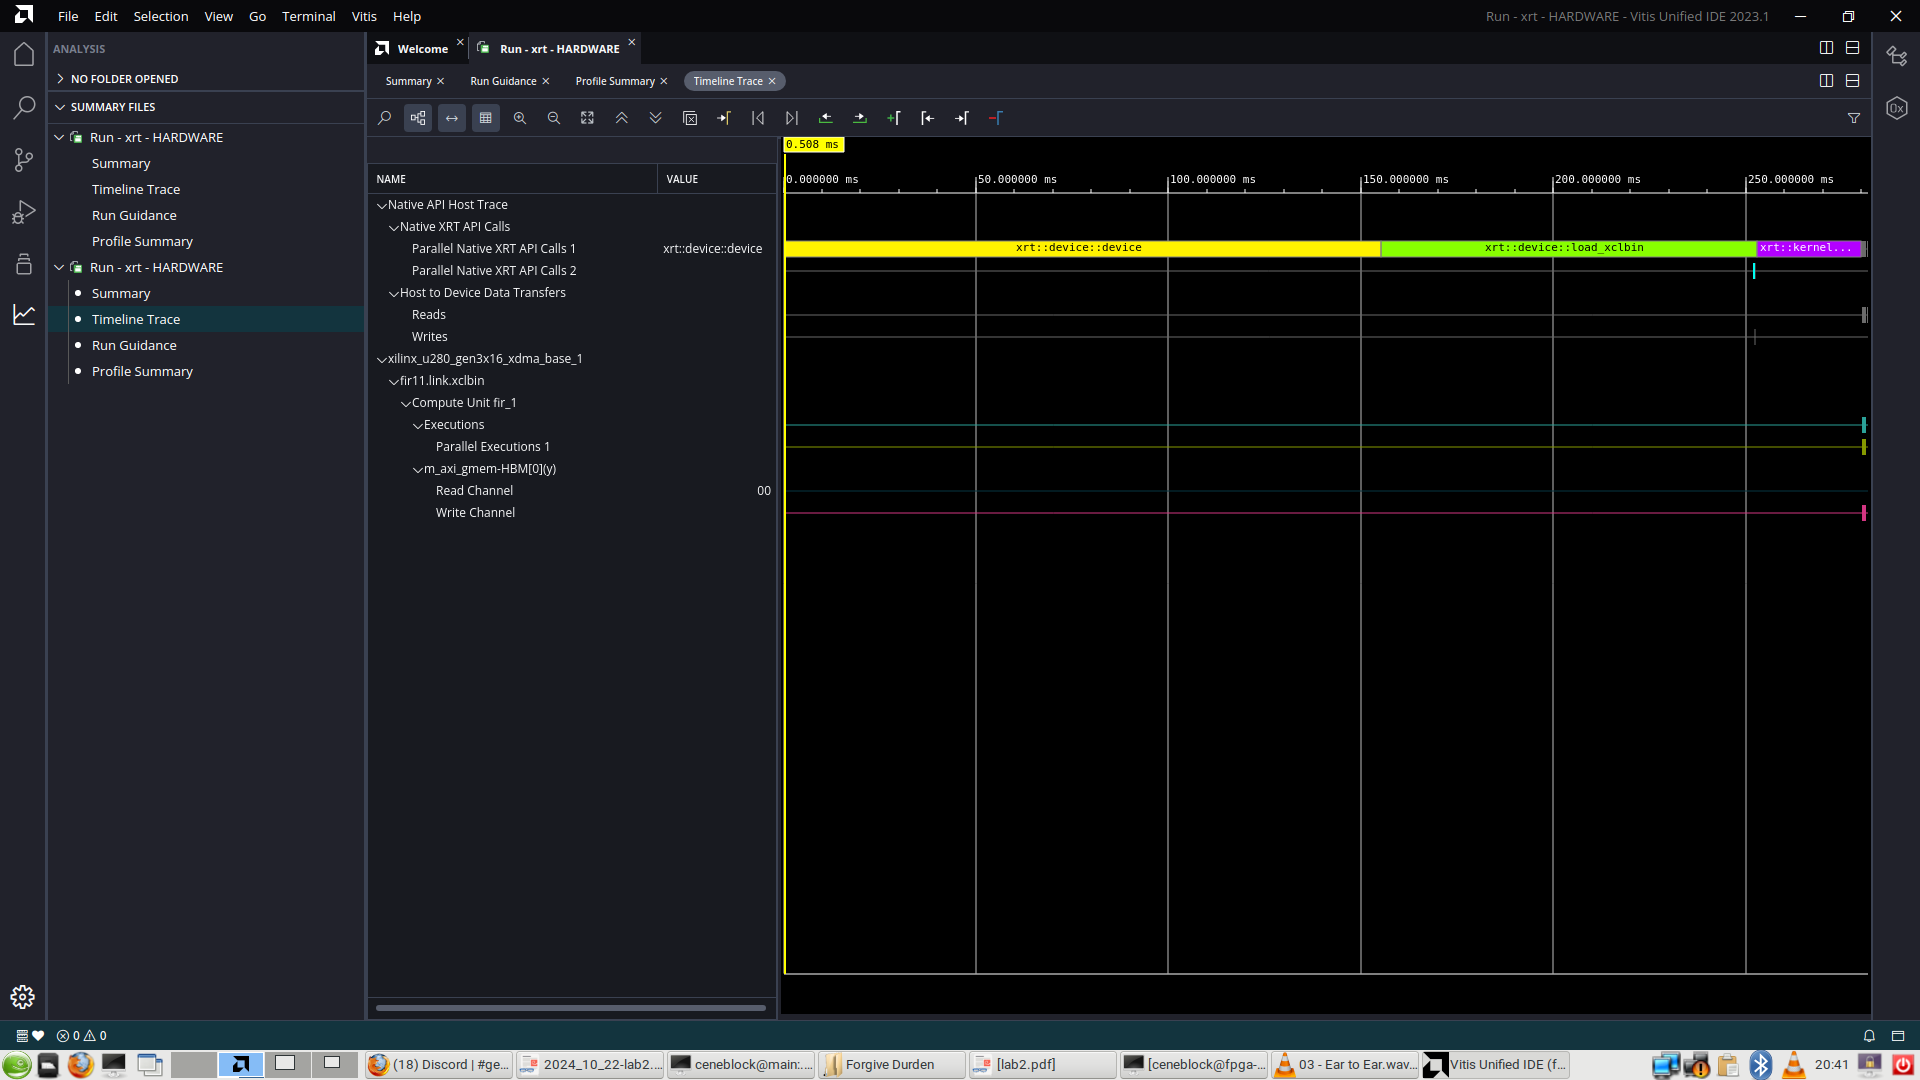 File Edit Selection View Go Terminal Vitis Help
Run - xrt - HARDWARE - Vitis Unified IDE 2023.1
ANALYSIS
NO FOLDER OPENED
SUMMARY FILES
Run - xrt - HARDWARE
Summary
Timeline Trace
Run Guidance
Profile Summary
Run - xrt - HARDWARE
Summary
Timeline Trace
Run Guidance
Profile Summary
Welcome
Run - xrt - HARDWARE
Summary
Run Guidance
Profile Summary
Timeline Trace
NAME VALUE
Native API Host Trace
Native XRT API Calls
Parallel Native XRT API Calls 1 xrt::device::device
Parallel Native XRT API Calls 2
Host to Device Data Transfers
Reads
Writes
xilinx_u280_gen3x16_xdma_base_1
fir11.link.xclbin
Compute Unit fir_1
Executions
Parallel Executions 1
m_axi_gmem-HBM[0](y)
Read Channel 00
Write Channel
0.508 ms
0.000000 ms 50.000000 ms 100.000000 ms 150.000000 ms 200.000000 ms 250.000000 ms
xrt::device::device xrt::device::load_xclbin xrt::kernel...
0x
0 0
(18) Discord | #ge...
2024_10_22-lab2....
ceneblock@main:...
Forgive Durden
[lab2.pdf]
[ceneblock@fpga-...
03 - Ear to Ear.wav...
Vitis Unified IDE (f...
20:41